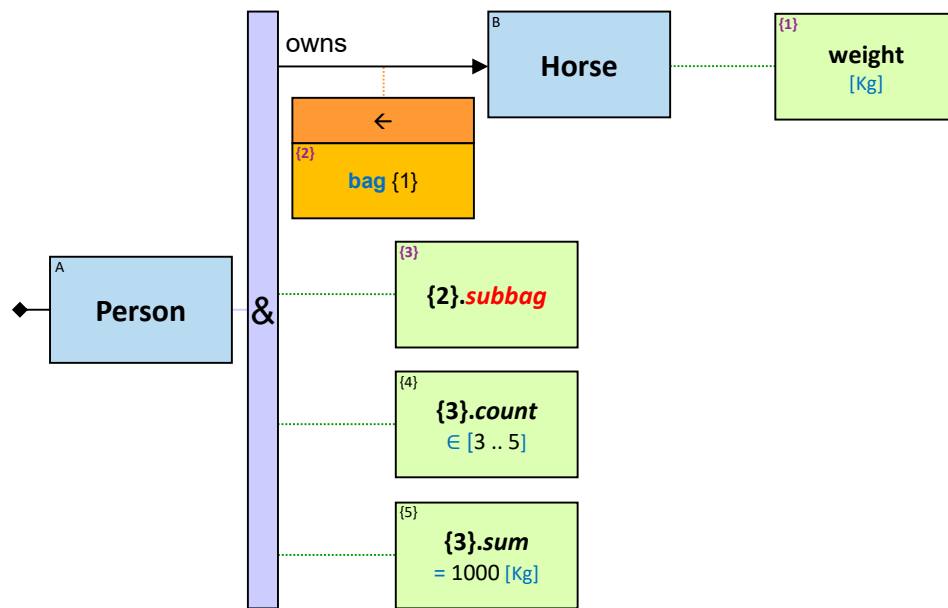 owns
B
Horse
{1}
weight
[Kg]
←
{2}
bag {1}
A
Person
&
{3}
{2}.subbag
{4}
{3}.count
∈ [3 .. 5]
{5}
{3}.sum
= 1000 [Kg]